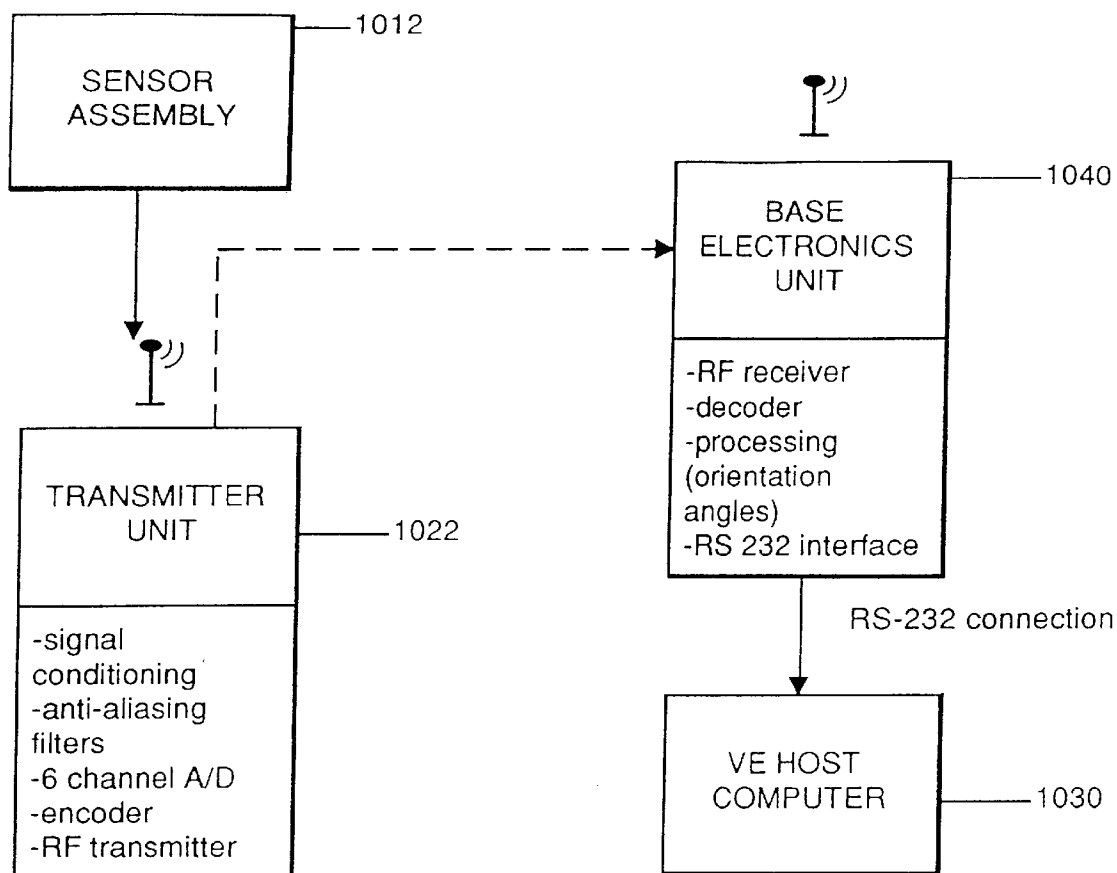 1012
SENSOR
ASSEMBLY
1040
BASE
ELECTRONICS
UNIT
-RF receiver
-decoder
-processing
(orientation
angles)
-RS 232 interface
TRANSMITTER
UNIT
1022
-signal
conditioning
-anti-aliasing
filters
-6 channel A/D
-encoder
-RF transmitter
RS-232 connection
VE HOST
COMPUTER
1030